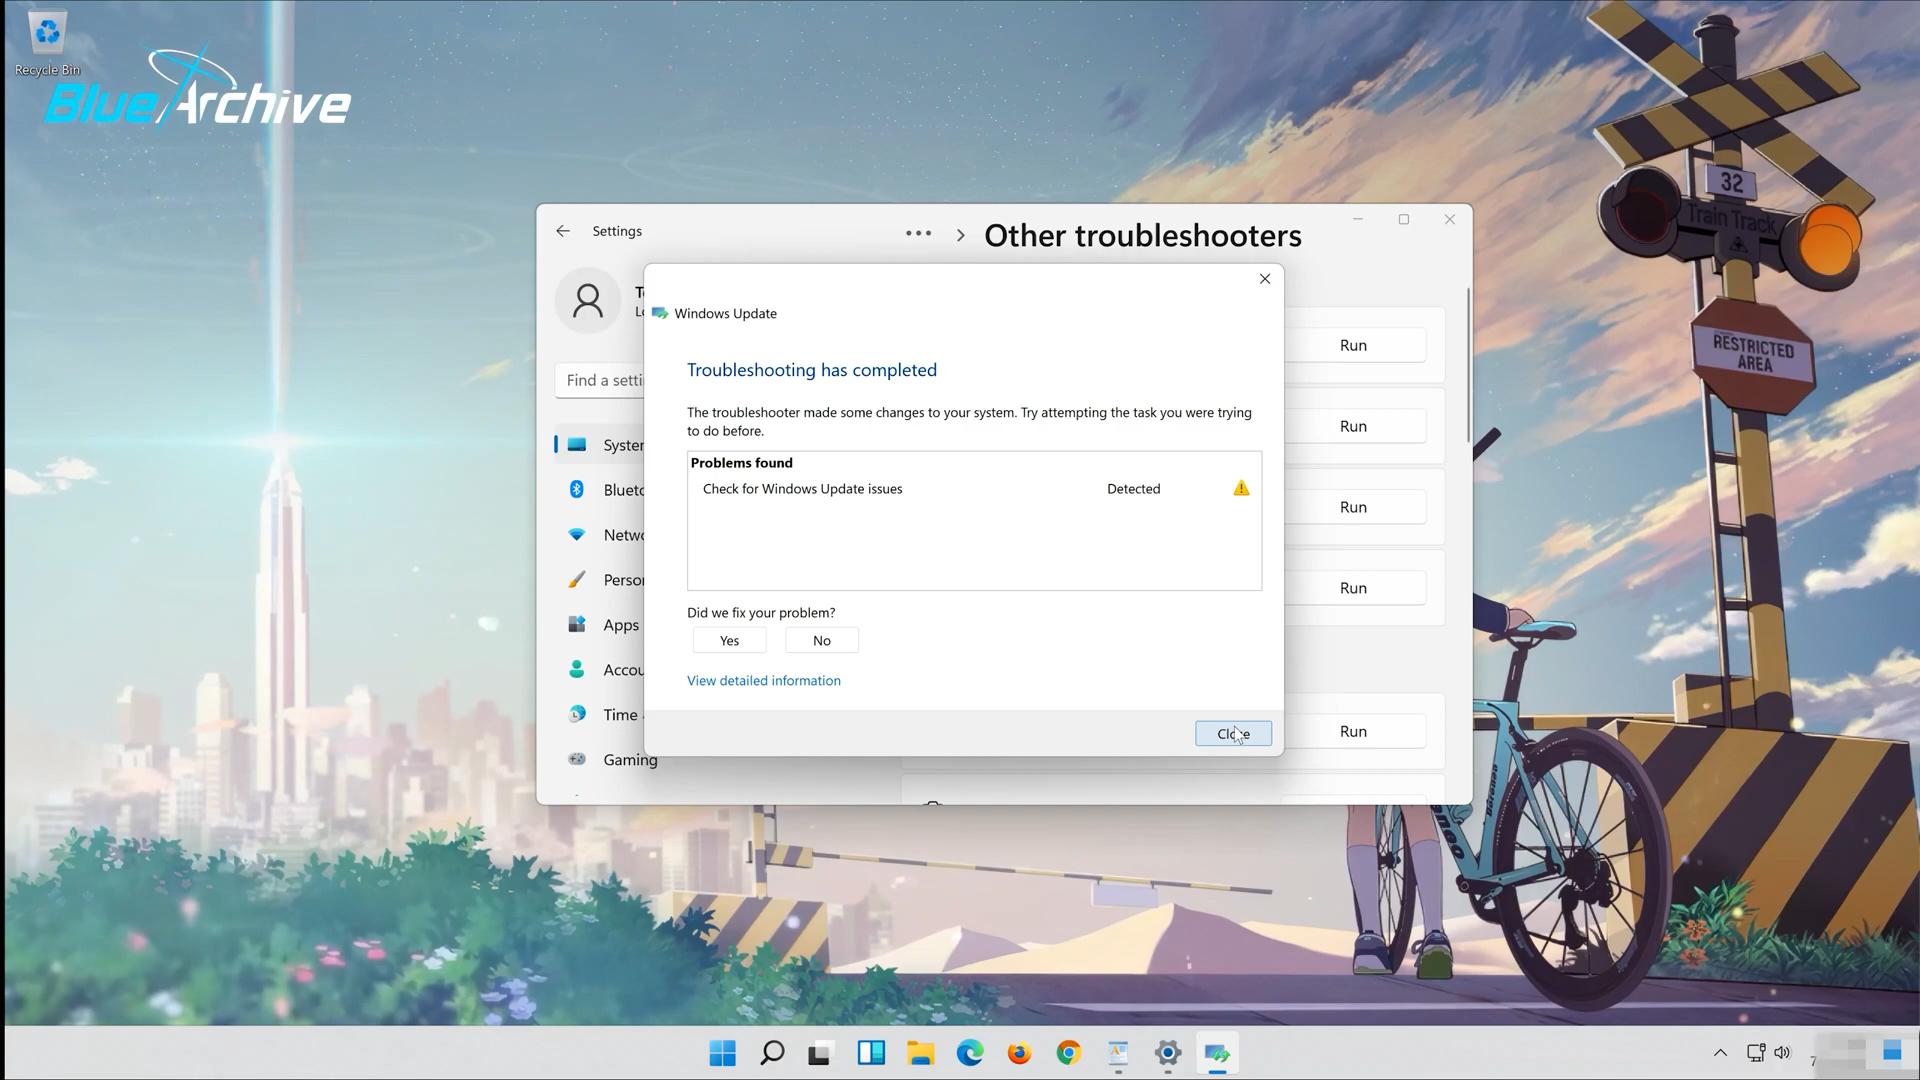 Recycle Bin
Blue Archive
32
Train Track
RESTRICTED
AREA
Settings
Other troubleshooters
Find a setti
System
Blueto
Netwo
Person
Apps
Accou
Time
Gaming
Run
Run
Run
Run
Run
Windows Update
Troubleshooting has completed
The troubleshooter made some changes to your system. Try attempting the task you were trying
to do before.
Problems found
Check for Windows Update issues Detected
Did we fix your problem?
Yes No
View detailed information
Close